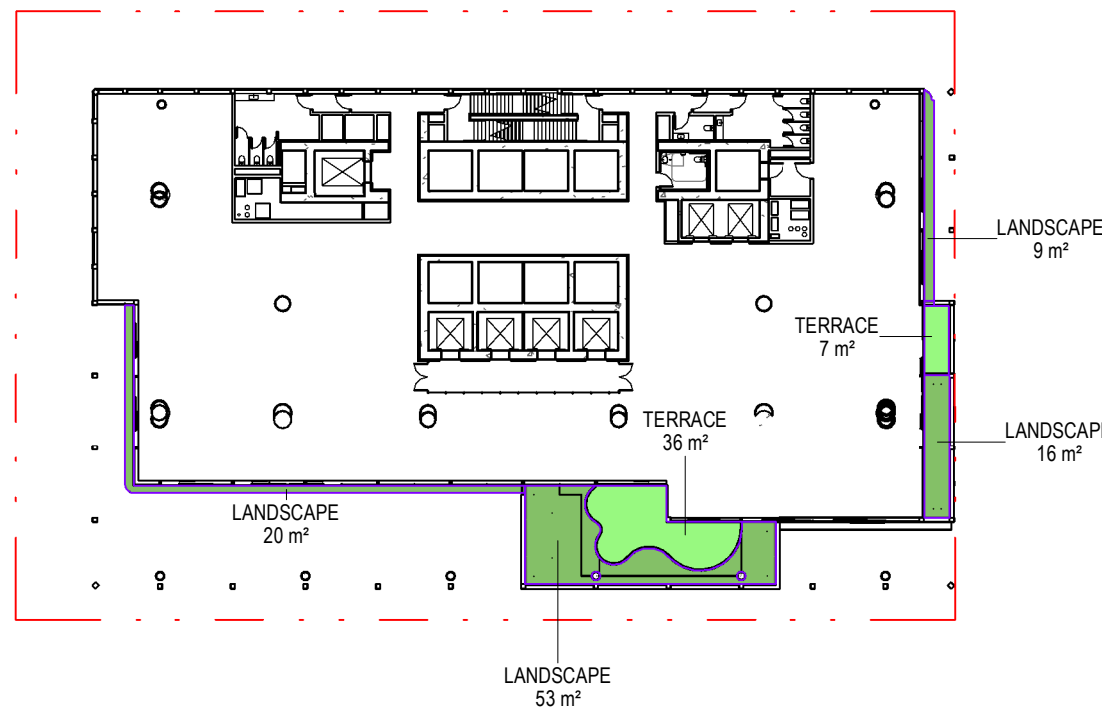 LANDSCAPE
9 m²
TERRACE
7 m²
TERRACE
36 m²
LANDSCAPE
16 m²
LANDSCAPE
20 m²
LANDSCAPE
53 m²